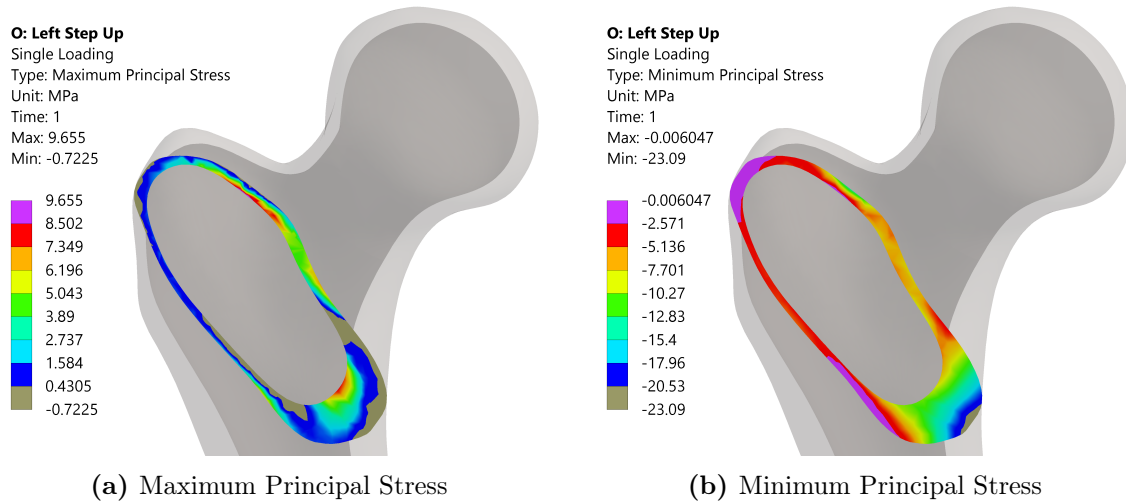 O: Left Step Up
Single Loading
Type: Maximum Principal Stress
Unit: MPa
Time: 1
Max: 9.655
Min: -0.7225
9.655
8.502
7.349
6.196
5.043
3.89
2.737
1.584
0.4305
-0.7225
(a) Maximum Principal Stress
O: Left Step Up
Single Loading
Type: Minimum Principal Stress
Unit: MPa
Time: 1
Max: -0.006047
Min: -23.09
-0.006047
-2.571
-5.136
-7.701
-10.27
-12.83
-15.4
-17.96
-20.53
-23.09
(b) Minimum Principal Stress